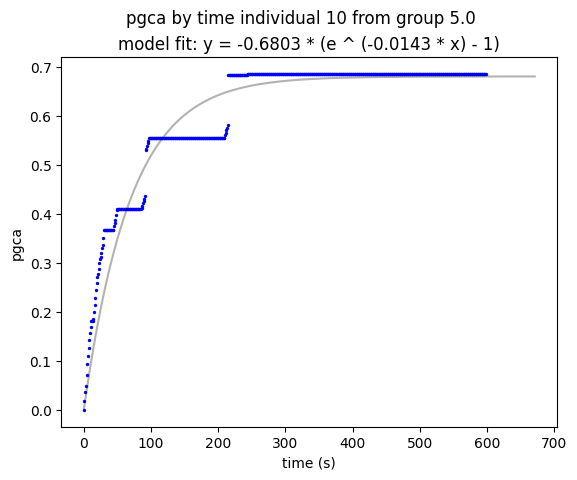 pgca by time individual 10 from group 5.0
model fit: y = -0.6803 * (e ^ (-0.0143 * x) - 1)
0.7
0.6
0.5
0.4
0.3
0.2
0.1
0.0
pgca
0 100 200 300 400 500 600 700
time (s)